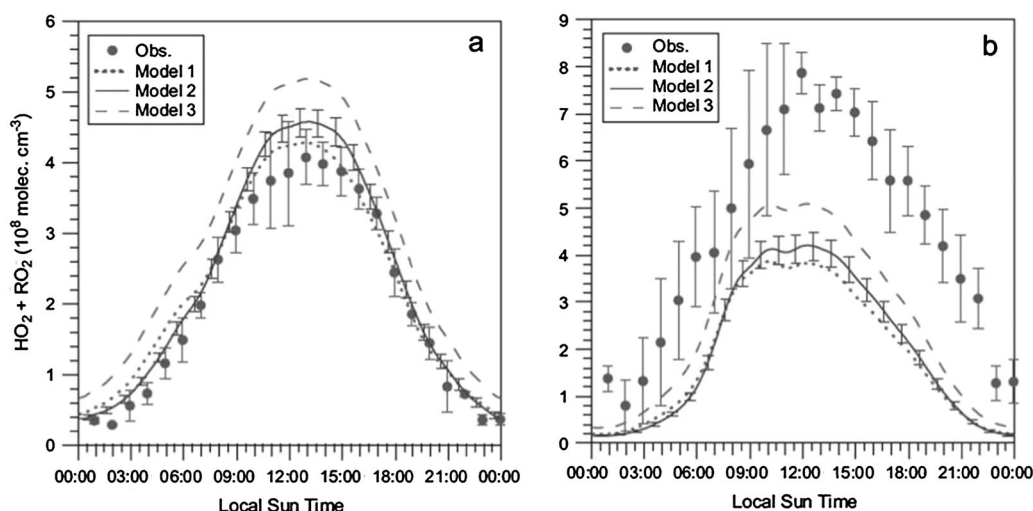 a
Obs.
Model 1
Model 2
Model 3
HO₂ + RO₂ (10⁸ molec. cm⁻³)
6
5
4
3
2
1
0
00:00 03:00 06:00 09:00 12:00 15:00 18:00 21:00 00:00
Local Sun Time
b
Obs.
Model 1
Model 2
Model 3
9
8
7
6
5
4
3
2
1
0
00:00 03:00 06:00 09:00 12:00 15:00 18:00 21:00 00:00
Local Sun Time